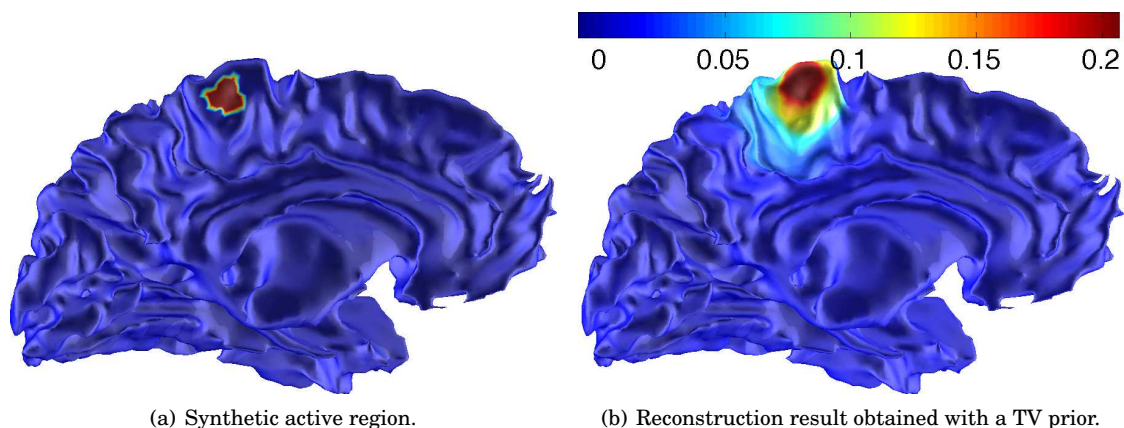 0 0.05 0.1 0.15 0.2
(a) Synthetic active region.
(b) Reconstruction result obtained with a TV prior.